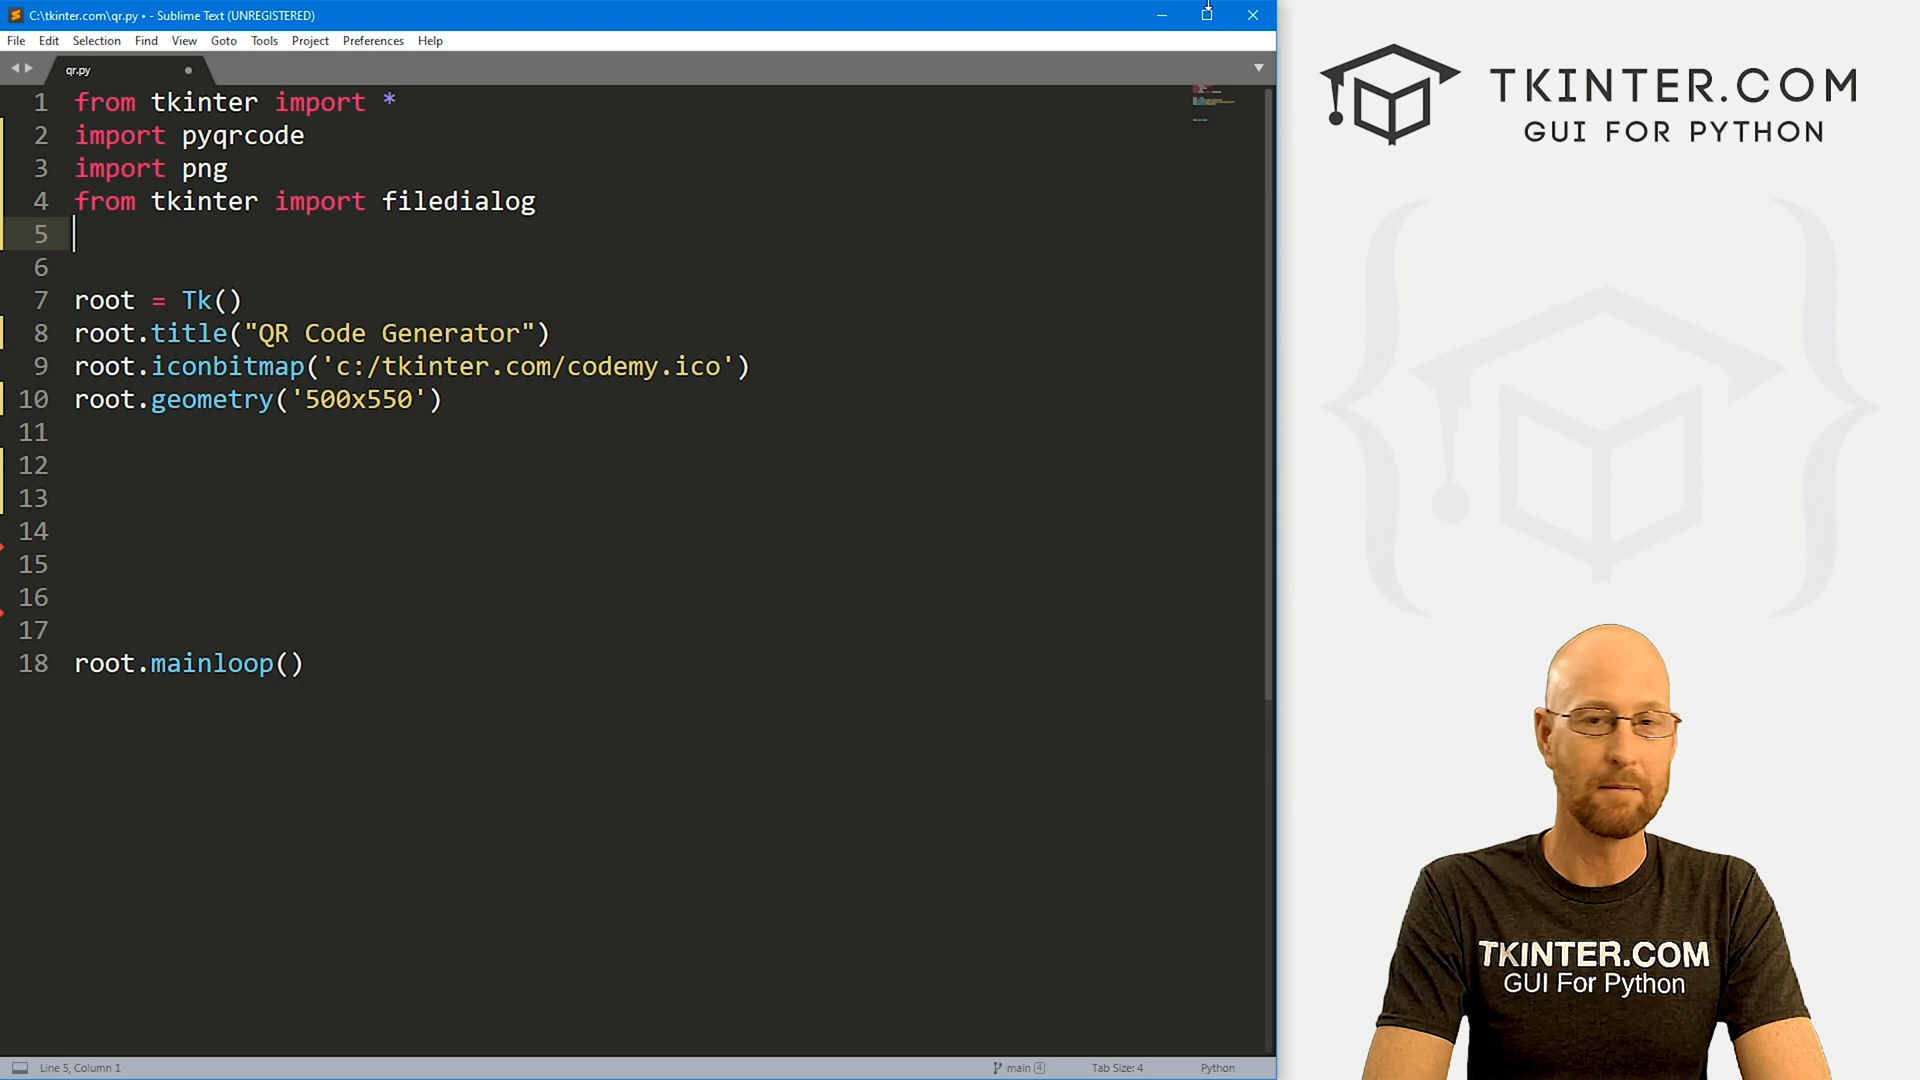 C:\tkinter.com\qr.py • - Sublime Text (UNREGISTERED)
File Edit Selection Find View Goto Tools Project Preferences Help
qr.py
1 from tkinter import *
2 import pyqrcode
3 import png
4 from tkinter import filedialog
5
6
7 root = Tk()
8 root.title("QR Code Generator")
9 root.iconbitmap('c:/tkinter.com/codemy.ico')
10 root.geometry('500x550')
11
12
13
14
15
16
17
18 root.mainloop()
Line 5, Column 1 main 4 Tab Size: 4 Python
TKINTER.COM
GUI FOR PYTHON
TKINTER.COM
GUI For Python